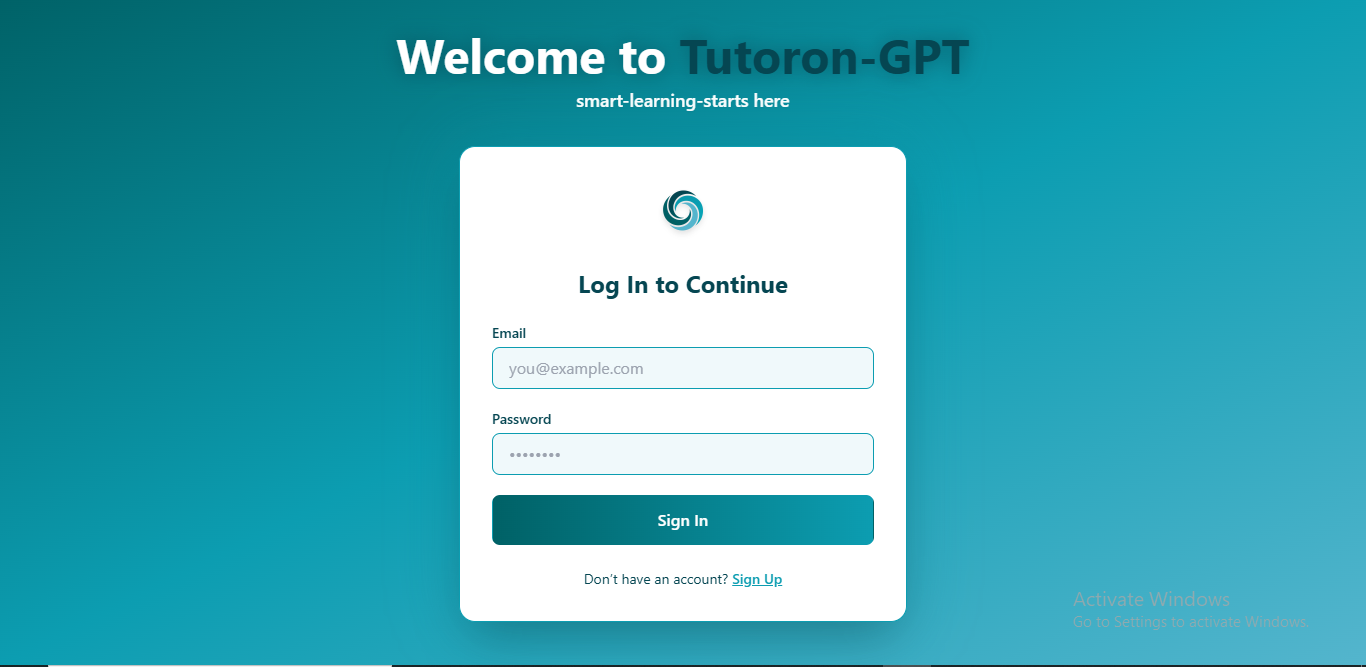 Welcome to Tutoron-GPT
smart-learning-starts here
Log In to Continue
Email
you@example.com
Password
••••••••
Sign In
Don't have an account? Sign Up
Activate Windows
Go to Settings to activate Windows.